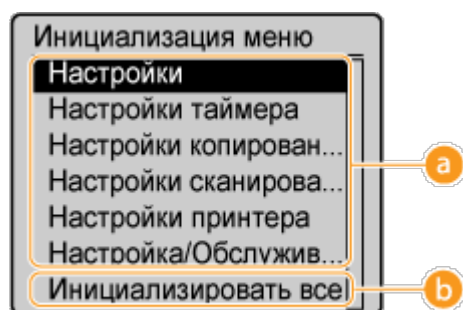 Инициализация меню
Настройки
Настройки таймера
Настройки копирован...
Настройки сканирова...
Настройки принтера
Настройка/Обслужив...
Инициализировать все
a
b